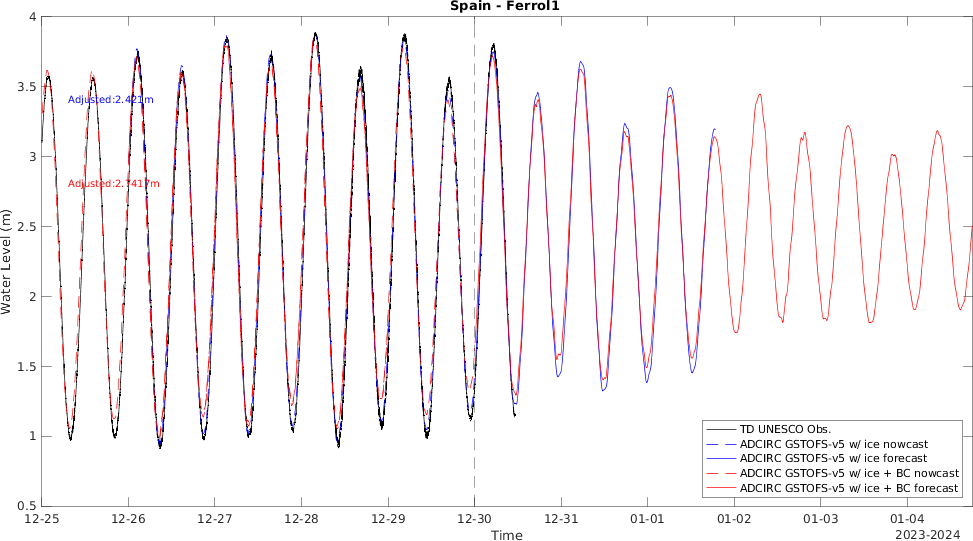 Spain - Ferrol1
4
3.5
3
2.5
2
1.5
1
0.5
Water Level (m)
Adjusted:2.421m
Adjusted:2.7417m
TD UNESCO Obs.
ADCIRC GSTOFS-v5 w/ ice nowcast
ADCIRC GSTOFS-v5 w/ ice forecast
ADCIRC GSTOFS-v5 w/ ice + BC nowcast
ADCIRC GSTOFS-v5 w/ ice + BC forecast
12-25 12-26 12-27 12-28 12-29 12-30 12-31 01-01 01-02 01-03 01-04
Time
2023-2024